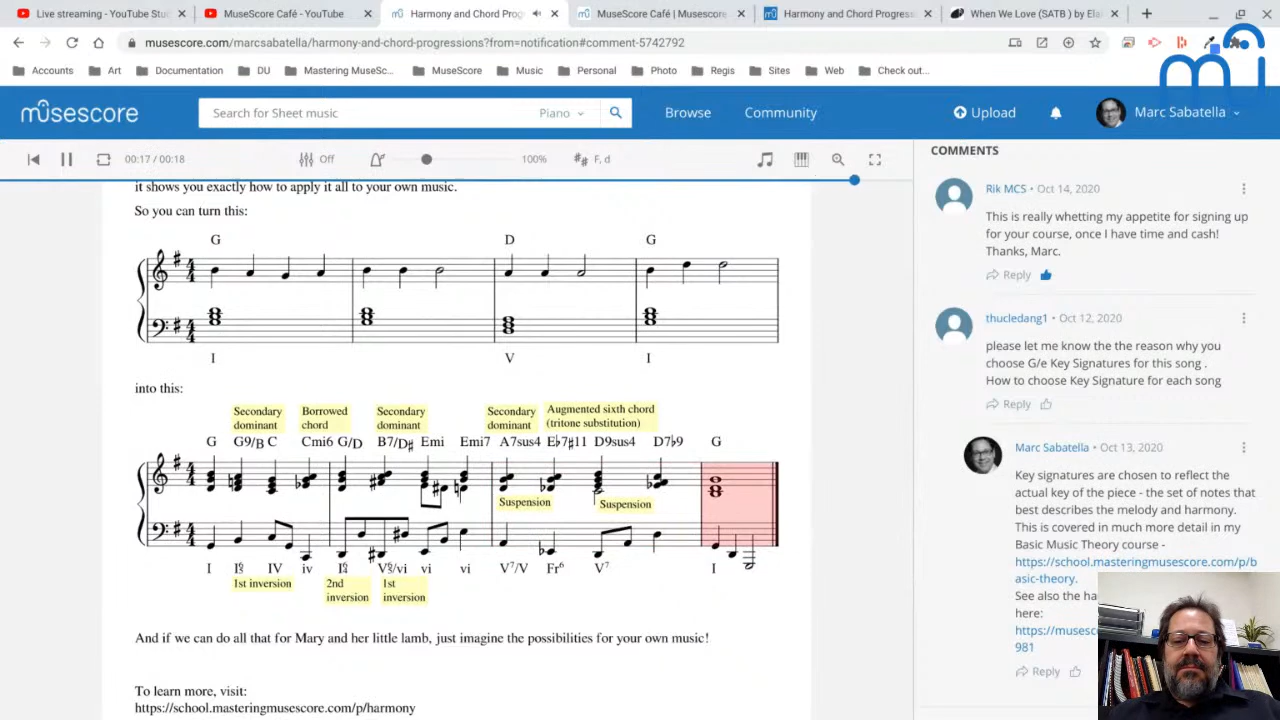 Live streaming - YouTube Stu
MuseScore Café - YouTube
Harmony and Chord Prog
MuseScore Café | Musescore
Harmony and Chord Progress
When We Love (SATB ) by Ela
musescore.com/marcsabatella/harmony-and-chord-progressions?from=notification#comment-5742792
Accounts
Art
Documentation
DU
Mastering MuseSc...
MuseScore
Music
Personal
Photo
Regis
Sites
Web
Check out...
musescore
Search for Sheet music
Piano
Browse
Community
Upload
Marc Sabatella
00:17 / 00:18
Off
100%
F, d
it shows you exactly how to apply it all to your own music.
So you can turn this:
G D G
I V I
into this:
Secondary dominant
Borrowed chord
Secondary dominant
Secondary dominant
Augmented sixth chord (tritone substitution)
G G9/B C Cmi6 G/D B7/D♯ Emi Emi7 A7sus4 E♭7♯11 D9sus4 D7♭9 G
Suspension
Suspension
I IV iv vi vi V7/V Fr6 V7 I
1st inversion
2nd inversion
1st inversion
And if we can do all that for Mary and her little lamb, just imagine the possibilities for your own music!
To learn more, visit:
https://school.masteringmusescore.com/p/harmony
COMMENTS
Rik MCS • Oct 14, 2020
This is really whetting my appetite for signing up
for your course, once I have time and cash!
Thanks, Marc.
Reply
thucledang1 • Oct 12, 2020
please let me know the the reason why you
choose G/e Key Signatures for this song .
How to choose Key Signature for each song
Reply
Marc Sabatella • Oct 13, 2020
Key signatures are chosen to reflect the
actual key of the piece - the set of notes that
best describes the melody and harmony.
This is covered in much more detail in my
Basic Music Theory course -
https://school.masteringmusescore.com/p/b
asic-theory.
See also the ha
here:
https://musesc
981
Reply